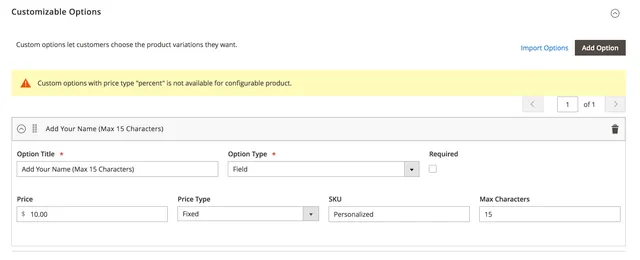 Customizable Options
Custom options let customers choose the product variations they want.
Import Options Add Option
Custom options with price type "percent" is not available for configurable product.
1 of 1
Add Your Name (Max 15 Characters)
Option Title * Option Type * Required
Add Your Name (Max 15 Characters) Field
Price Price Type SKU Max Characters
$ 10.00 Fixed Personalized 15